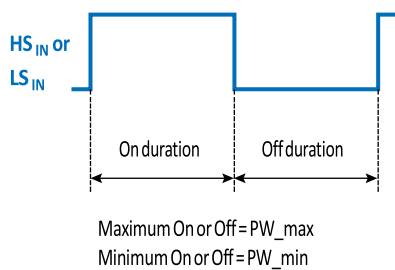 HS IN or
LS IN
On duration Off duration
Maximum On or Off = PW_max
Minimum On or Off = PW_min